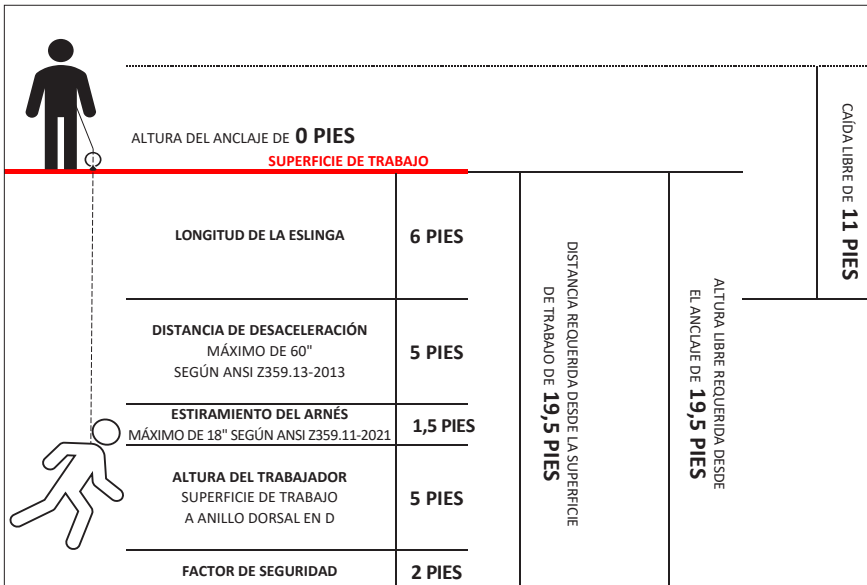 ALTURA DEL ANCLAJE DE 0 PIES
SUPERFICIE DE TRABAJO
LONGITUD DE LA ESLINGA
6 PIES
DISTANCIA DE DESACELERACIÓN
MÁXIMO DE 60"
SEGÚN ANSI Z359.13-2013
5 PIES
ESTIRAMIENTO DEL ARNÉS
MÁXIMO DE 18" SEGÚN ANSI Z359.11-2021
1,5 PIES
ALTURA DEL TRABAJADOR
SUPERFICIE DE TRABAJO
A ANILLO DORSAL EN D
5 PIES
FACTOR DE SEGURIDAD
2 PIES
DISTANCIA REQUERIDA DESDE LA SUPERFICIE
DE TRABAJO DE 19,5 PIES
ALTURA LIBRE REQUERIDA DESDE
EL ANCLAJE DE 19,5 PIES
CAÍDA LIBRE DE 11 PIES